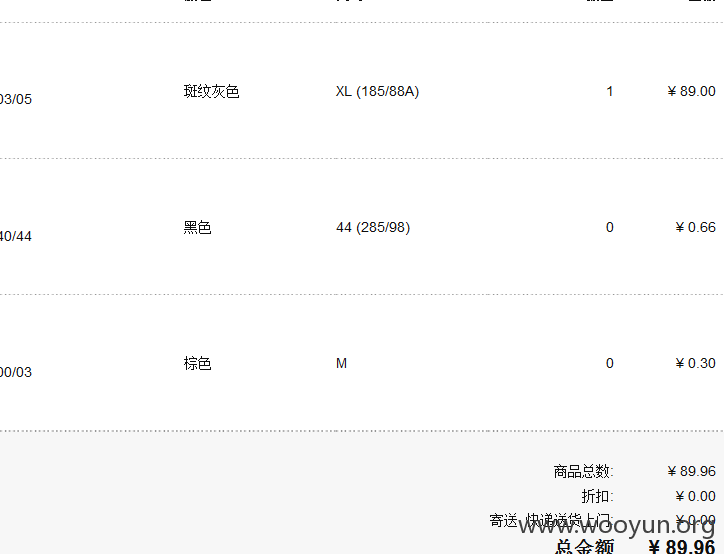 03/05 斑纹灰色 XL (185/88A) 1 ¥ 89.00
40/44 黑色 44 (285/98) 0 ¥ 0.66
00/03 棕色 M 0 ¥ 0.30
商品总数: ¥ 89.96
折扣: ¥ 0.00
寄送 快递送货上门: ¥ 0.00
www.wooyun.org
总金额 ¥ 89.96